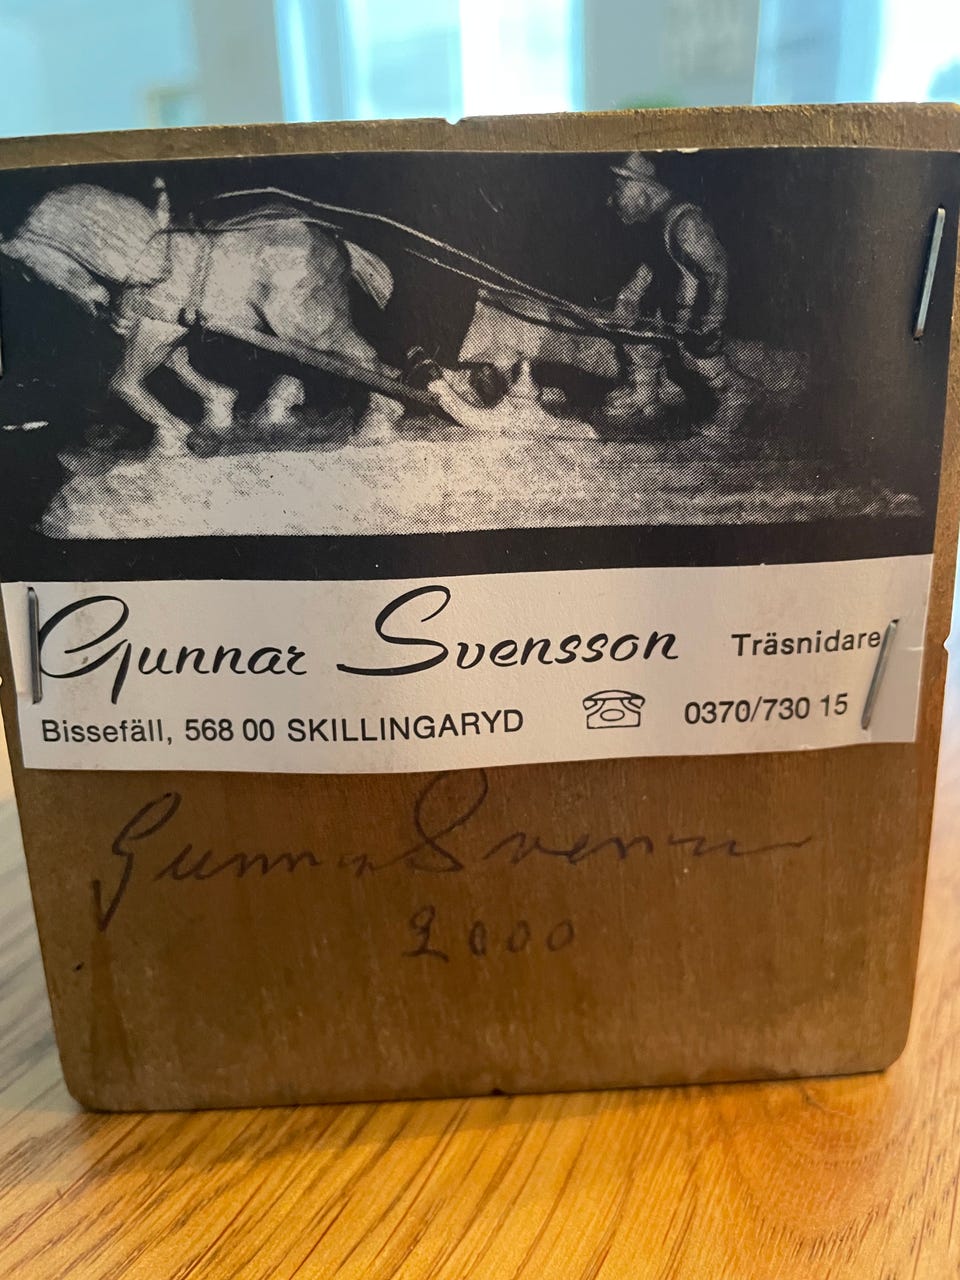 Gunnar Svensson Träsnidare
Bissefäll, 568 00 SKILLINGARYD 0370/730 15
Gunnar Svensson
2000